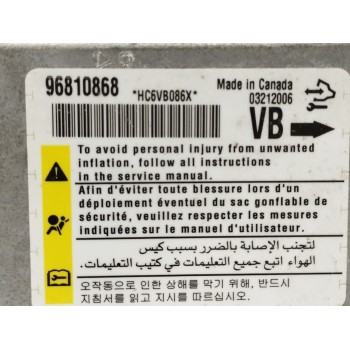 96810868
*HC6VB086X*
Made in Canada
03212006
VB
To avoid personal injury from unwanted
inflation, follow all instructions
in the service manual.
Afin d'éviter toute blessure lors d'un
déploiement éventuel du sac gonflable de
sécurité, veuillez respecter les mesures
indiquées sur le manuel d'utilisateur.
لتجنب الإصابة بالضرر بسبب كيس
الهواء اتبع جميع التعليمات في كتيب التعليمات.
오작동으로 인한 상해를 막기 위해, 반드시
지침서를 읽고 지시를 따르십시오.